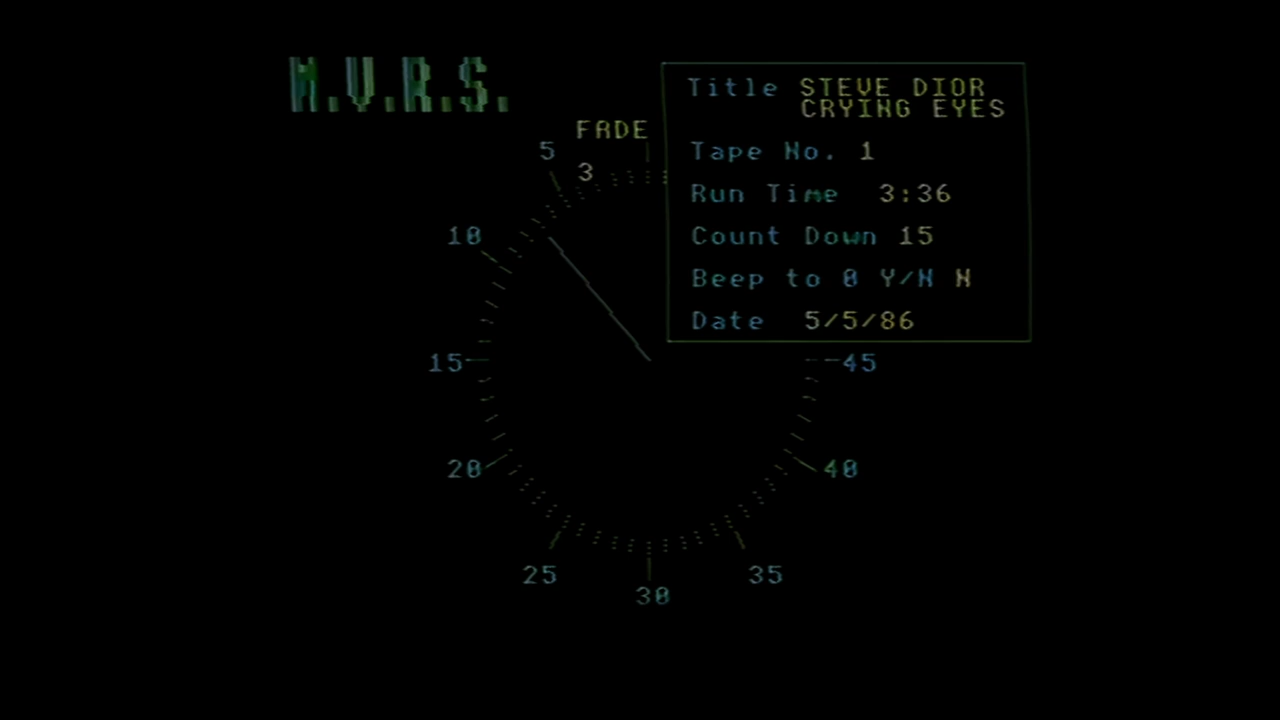 M.V.R.S.
Title STEVE DIOR
CRYING EYES
Tape No. 1
Run Time 3:36
Count Down 15
Beep to 0 Y/N N
Date 5/5/86
FADE
3
5
10
15
20
25
30
35
40
45